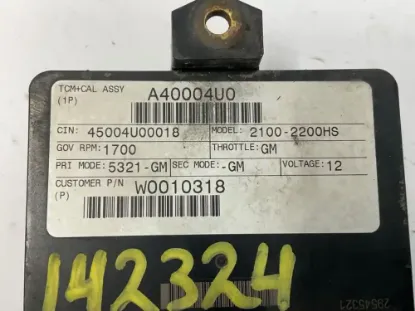 TCM+CAL ASSY
(1P)
A40004U0
CIN: 45004U00018 MODEL: 2100-2200HS
GOV RPM: 1700 THROTTLE: GM
PRI MODE: 5321-GM SEC MODE: -GM VOLTAGE: 12
CUSTOMER P/N W0010318
(P)
142324
29545321